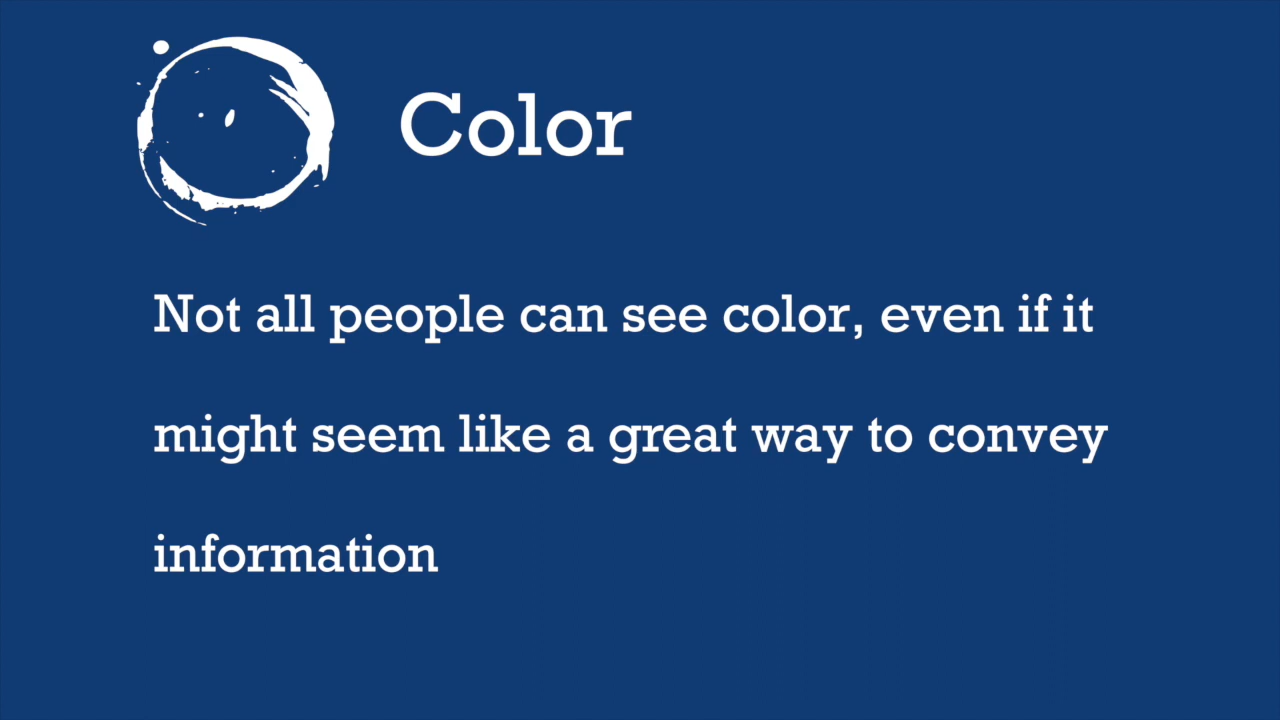 Color
Not all people can see color, even if it
might seem like a great way to convey
information